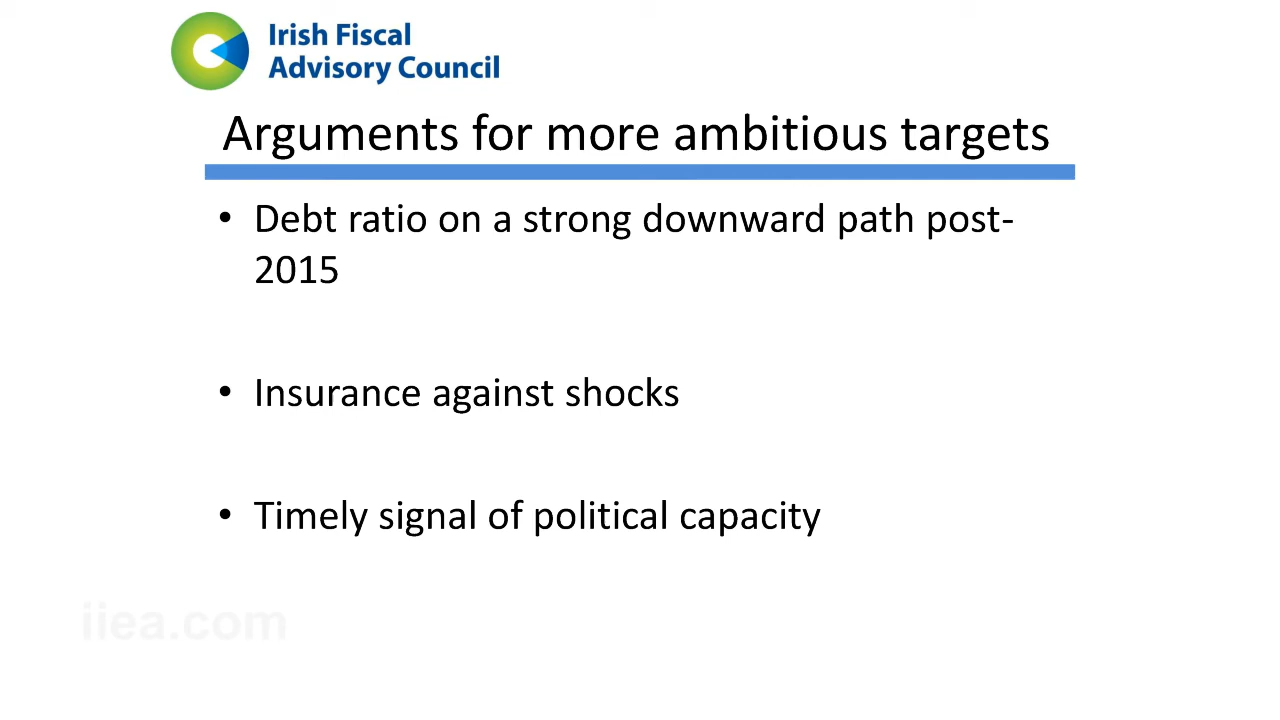 Irish Fiscal
Advisory Council
Arguments for more ambitious targets
• Debt ratio on a strong downward path post-
2015
• Insurance against shocks
• Timely signal of political capacity
iiea.com